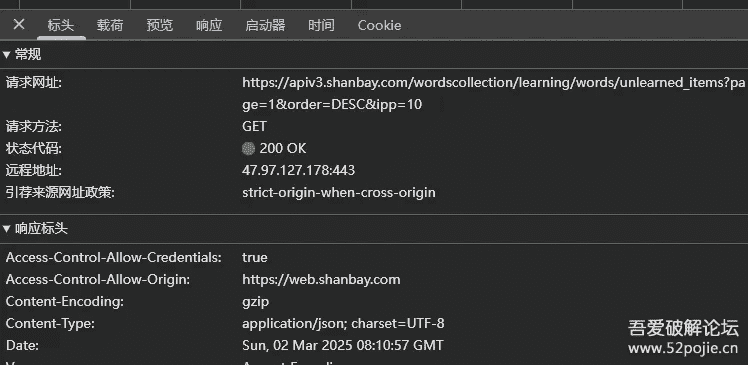 标头 载荷 预览 响应 启动器 时间 Cookie
常规
请求网址: https://apiv3.shanbay.com/wordscollection/learning/words/unlearned_items?pa
ge=1&order=DESC&ipp=10
请求方法: GET
状态代码: 200 OK
远程地址: 47.97.127.178:443
引荐来源网址政策: strict-origin-when-cross-origin
响应标头
Access-Control-Allow-Credentials: true
Access-Control-Allow-Origin: https://web.shanbay.com
Content-Encoding: gzip
Content-Type: application/json; charset=UTF-8
Date: Sun, 02 Mar 2025 08:10:57 GMT
吾爱破解论坛
www.52pojie.cn